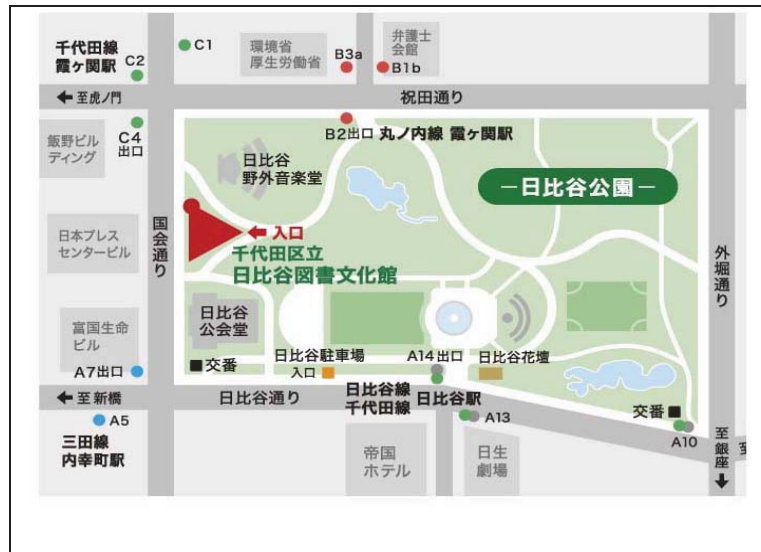 千代田線
霞ヶ関駅
C2
C1
環境省
厚生労働省
B3a
弁護士
会館
B1b
←至虎ノ門
祝田通り
飯野ビル
ディング
C4
出口
B2出口 丸ノ内線 霞ヶ関駅
日比谷
野外音楽堂
－日比谷公園－
日本プレス
センタービル
国会通り
← 入口
千代田区立
日比谷図書文化館
外堀通り
富国生命
ビル
日比谷
公会堂
A7出口
■交番
日比谷駐車場
入口
A14出口
日比谷花壇
←至新橋
日比谷通り
日比谷線
千代田線
日比谷駅
交番■
A5
A13
A10
三田線
内幸町駅
帝国
ホテル
日生
劇場
至銀座
至